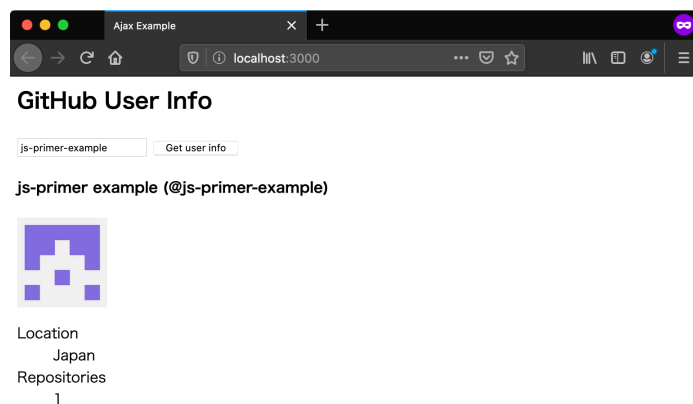 Ajax Example
localhost:3000
GitHub User Info
js-primer-example
Get user info
js-primer example (@js-primer-example)
Location
Japan
Repositories
1